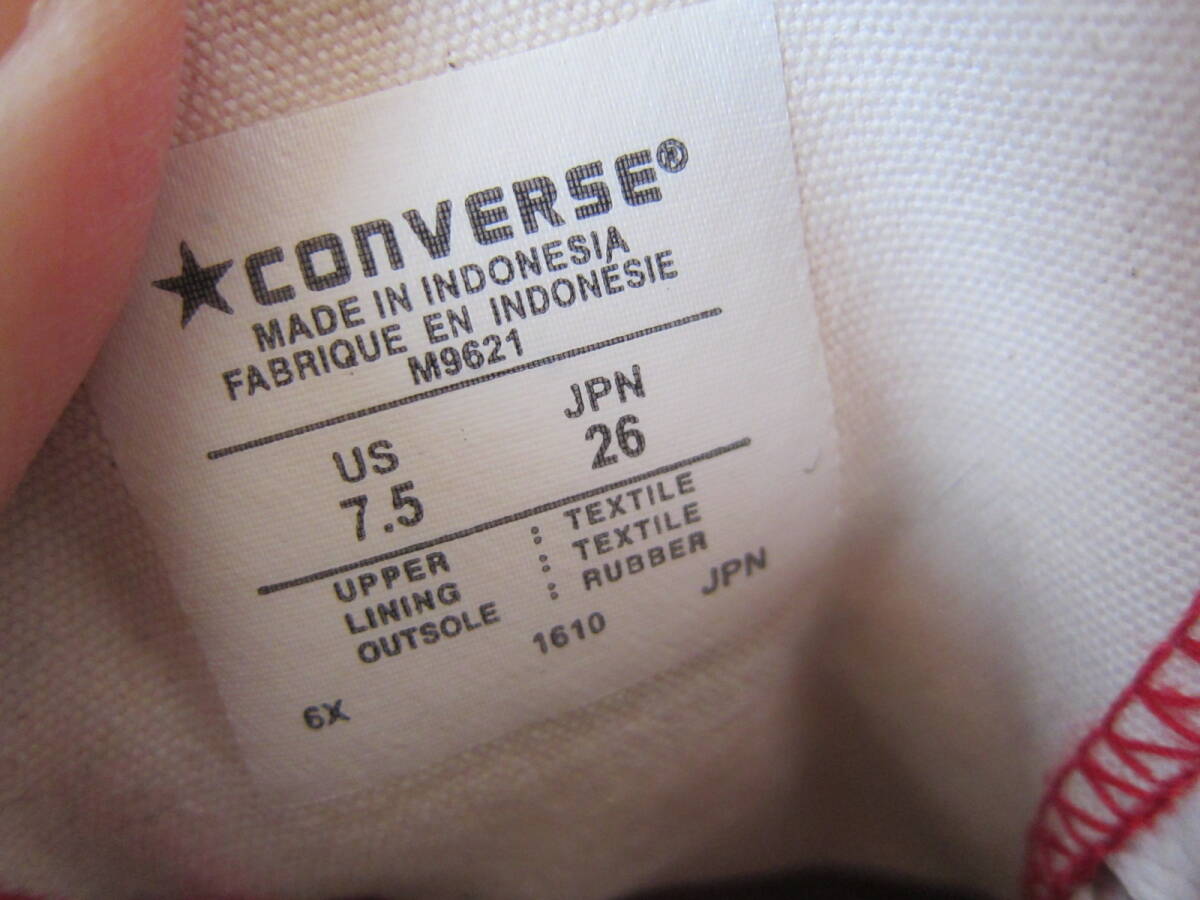 ★CONVERSE®
MADE IN INDONESIA
FABRIQUE EN INDONESIE
M9621
US JPN
7.5 26
UPPER : TEXTILE
LINING : TEXTILE
OUTSOLE : RUBBER
1610 JPN
6X